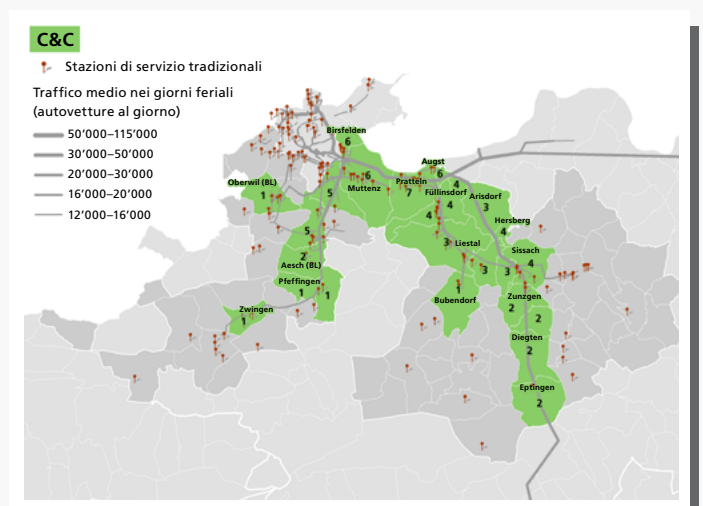 C&C
Stazioni di servizio tradizionali
Traffico medio nei giorni feriali
(autovetture al giorno)
50’000–115’000
30’000–50’000
20’000–30’000
16’000–20’000
12’000–16’000
Birsfelden
6
Augst
6
Oberwil (BL)
1
5
6
Muttenz
Pratteln
7
4
Füllinsdorf
4
Arisdorf
3
4
Hersberg
4
5
3
Liestal
Sissach
4
2
Aesch (BL)
3
3
Pfeffingen
1
1
1
Bubendorf
Zunzgen
2
2
Zwingen
1
Diegten
2
Eptingen
2